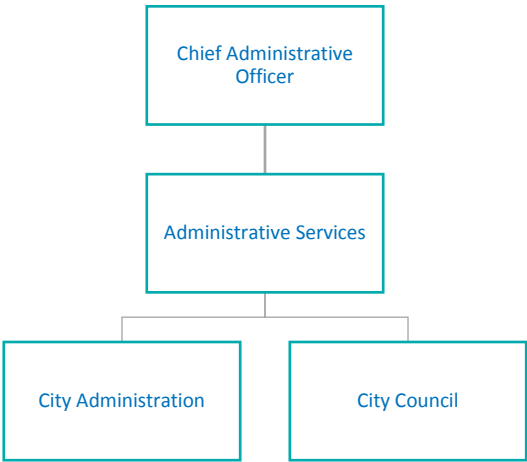 Chief Administrative
Officer
Administrative Services
City Administration
City Council